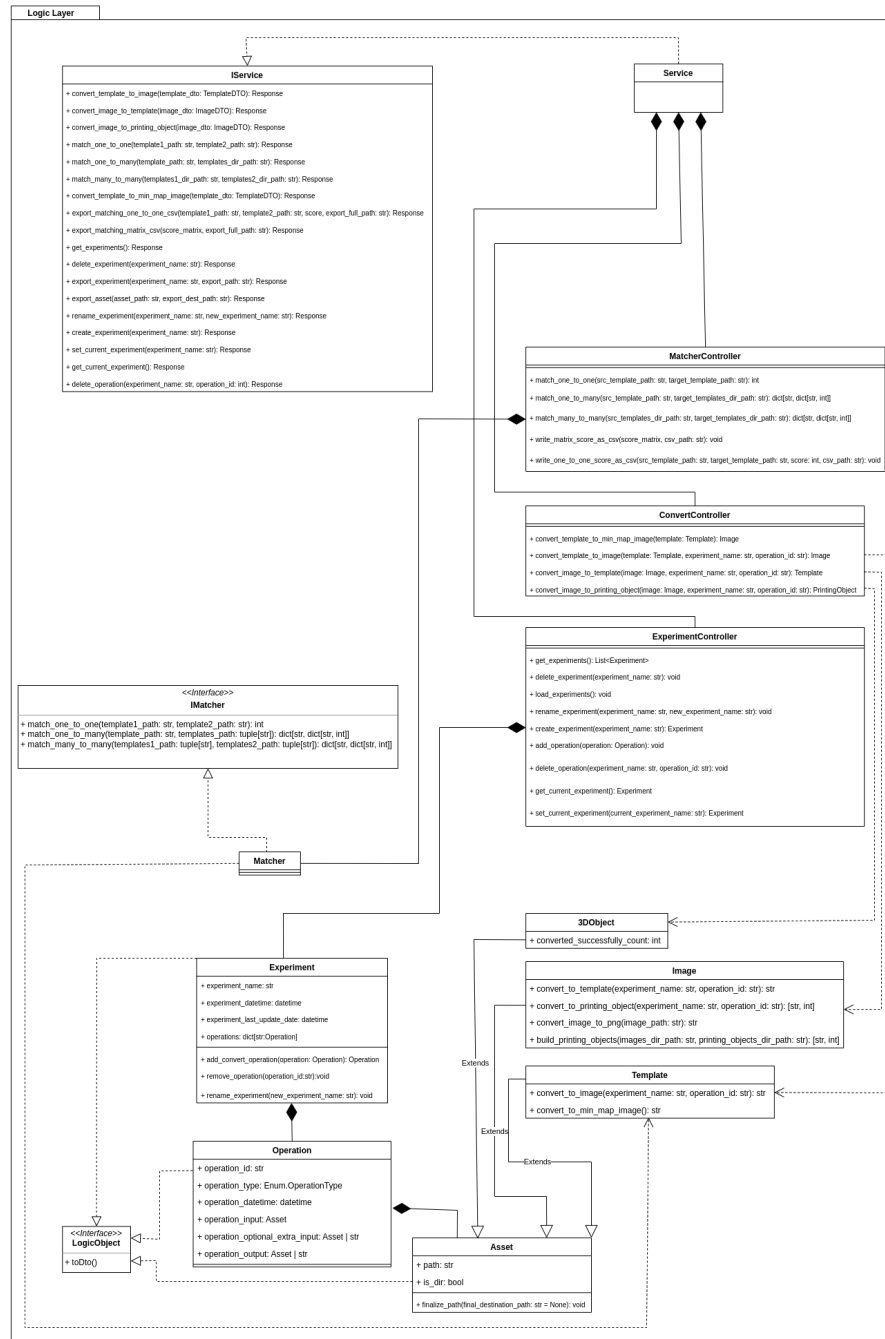 Logic Layer
IService
+ convert_template_to_image(template_dto: TemplateDTO): Response
+ convert_image_to_template(image_dto: ImageDTO): Response
+ convert_image_to_printing_object(image_dto: ImageDTO): Response
+ match_one_to_one(template1_path: str, template2_path: str): Response
+ match_one_to_many(template_path: str, templates_dir_path: str): Response
+ match_many_to_many(templates1_dir_path: str, templates2_dir_path: str): Response
+ convert_template_to_min_map_image(template_dto: TemplateDTO): Response
+ export_matching_one_to_one_csv(template1_path: str, template2_path: str, score, export_full_path: str): Response
+ export_matching_matrix_csv(score_matrix, export_full_path: str): Response
+ get_experiments(): Response
+ delete_experiment(experiment_name: str): Response
+ export_experiment(experiment_name: str, export_path: str): Response
+ export_asset(asset_path: str, export_dest_path: str): Response
+ rename_experiment(experiment_name: str, new_experiment_name: str): Response
+ create_experiment(experiment_name: str): Response
+ set_current_experiment(experiment_name: str): Response
+ get_current_experiment(): Response
+ delete_operation(experiment_name: str, operation_id: int): Response
Service
MatcherController
+ match_one_to_one(src_template_path: str, target_template_path: str): int
+ match_one_to_many(src_template_path: str, target_templates_dir_path: str): dict[str, dict[str, int]]
+ match_many_to_many(src_templates_dir_path: str, target_templates_dir_path: str): dict[str, dict[str, int]]
+ write_matrix_score_as_csv(score_matrix, csv_path: str): void
+ write_one_to_one_score_as_csv(src_template_path: str, target_template_path: str, score: int, csv_path: str): void
ConvertController
+ convert_template_to_min_map_image(template: Template): Image
+ convert_template_to_image(template: Template, experiment_name: str, operation_id: str): Image
+ convert_image_to_template(image: Image, experiment_name: str, operation_id: str): Template
+ convert_image_to_printing_object(image: Image, experiment_name: str, operation_id: str): PrintingObject
ExperimentController
+ get_experiments(): List<Experiment>
+ delete_experiment(experiment_name: str): void
+ load_experiments(): void
+ rename_experiment(experiment_name: str, new_experiment_name: str): void
+ create_experiment(experiment_name: str): Experiment
+ add_operation(operation: Operation): void
+ delete_operation(experiment_name: str, operation_id: str): void
+ get_current_experiment(): Experiment
+ set_current_experiment(current_experiment_name: str): Experiment
<<Interface>>
IMatcher
+ match_one_to_one(template1_path: str, template2_path: str): int
+ match_one_to_many(template_path: str, templates_path: tuple[str]): dict[str, dict[str, int]]
+ match_many_to_many(templates1_path: tuple[str], templates2_path: tuple[str]): dict[str, dict[str, int]]
Matcher
3DObject
+ converted_successfully_count: int
Image
+ convert_to_template(experiment_name: str, operation_id: str): str
+ convert_to_printing_object(experiment_name: str, operation_id: str): [str, int]
+ convert_image_to_png(image_path: str): str
+ build_printing_objects(images_dir_path: str, printing_objects_dir_path: str): [str, int]
Template
+ convert_to_image(experiment_name: str, operation_id: str): str
+ convert_to_min_map_image(): str
Extends
Extends
Extends
Experiment
+ experiment_name: str
+ experiment_datetime: datetime
+ experiment_last_update_date: datetime
+ operations: dict[str:Operation]
+ add_convert_operation(operation: Operation): Operation
+ remove_operation(operation_id:str):void
+ rename_experiment(new_experiment_name: str): void
Operation
+ operation_id: str
+ operation_type: Enum.OperationType
+ operation_datetime: datetime
+ operation_input: Asset
+ operation_optional_extra_input: Asset | str
+ operation_output: Asset | str
<<Interface>>
LogicObject
+ toDto()
Asset
+ path: str
+ is_dir: bool
+ finalize_path(final_destination_path: str = None): void